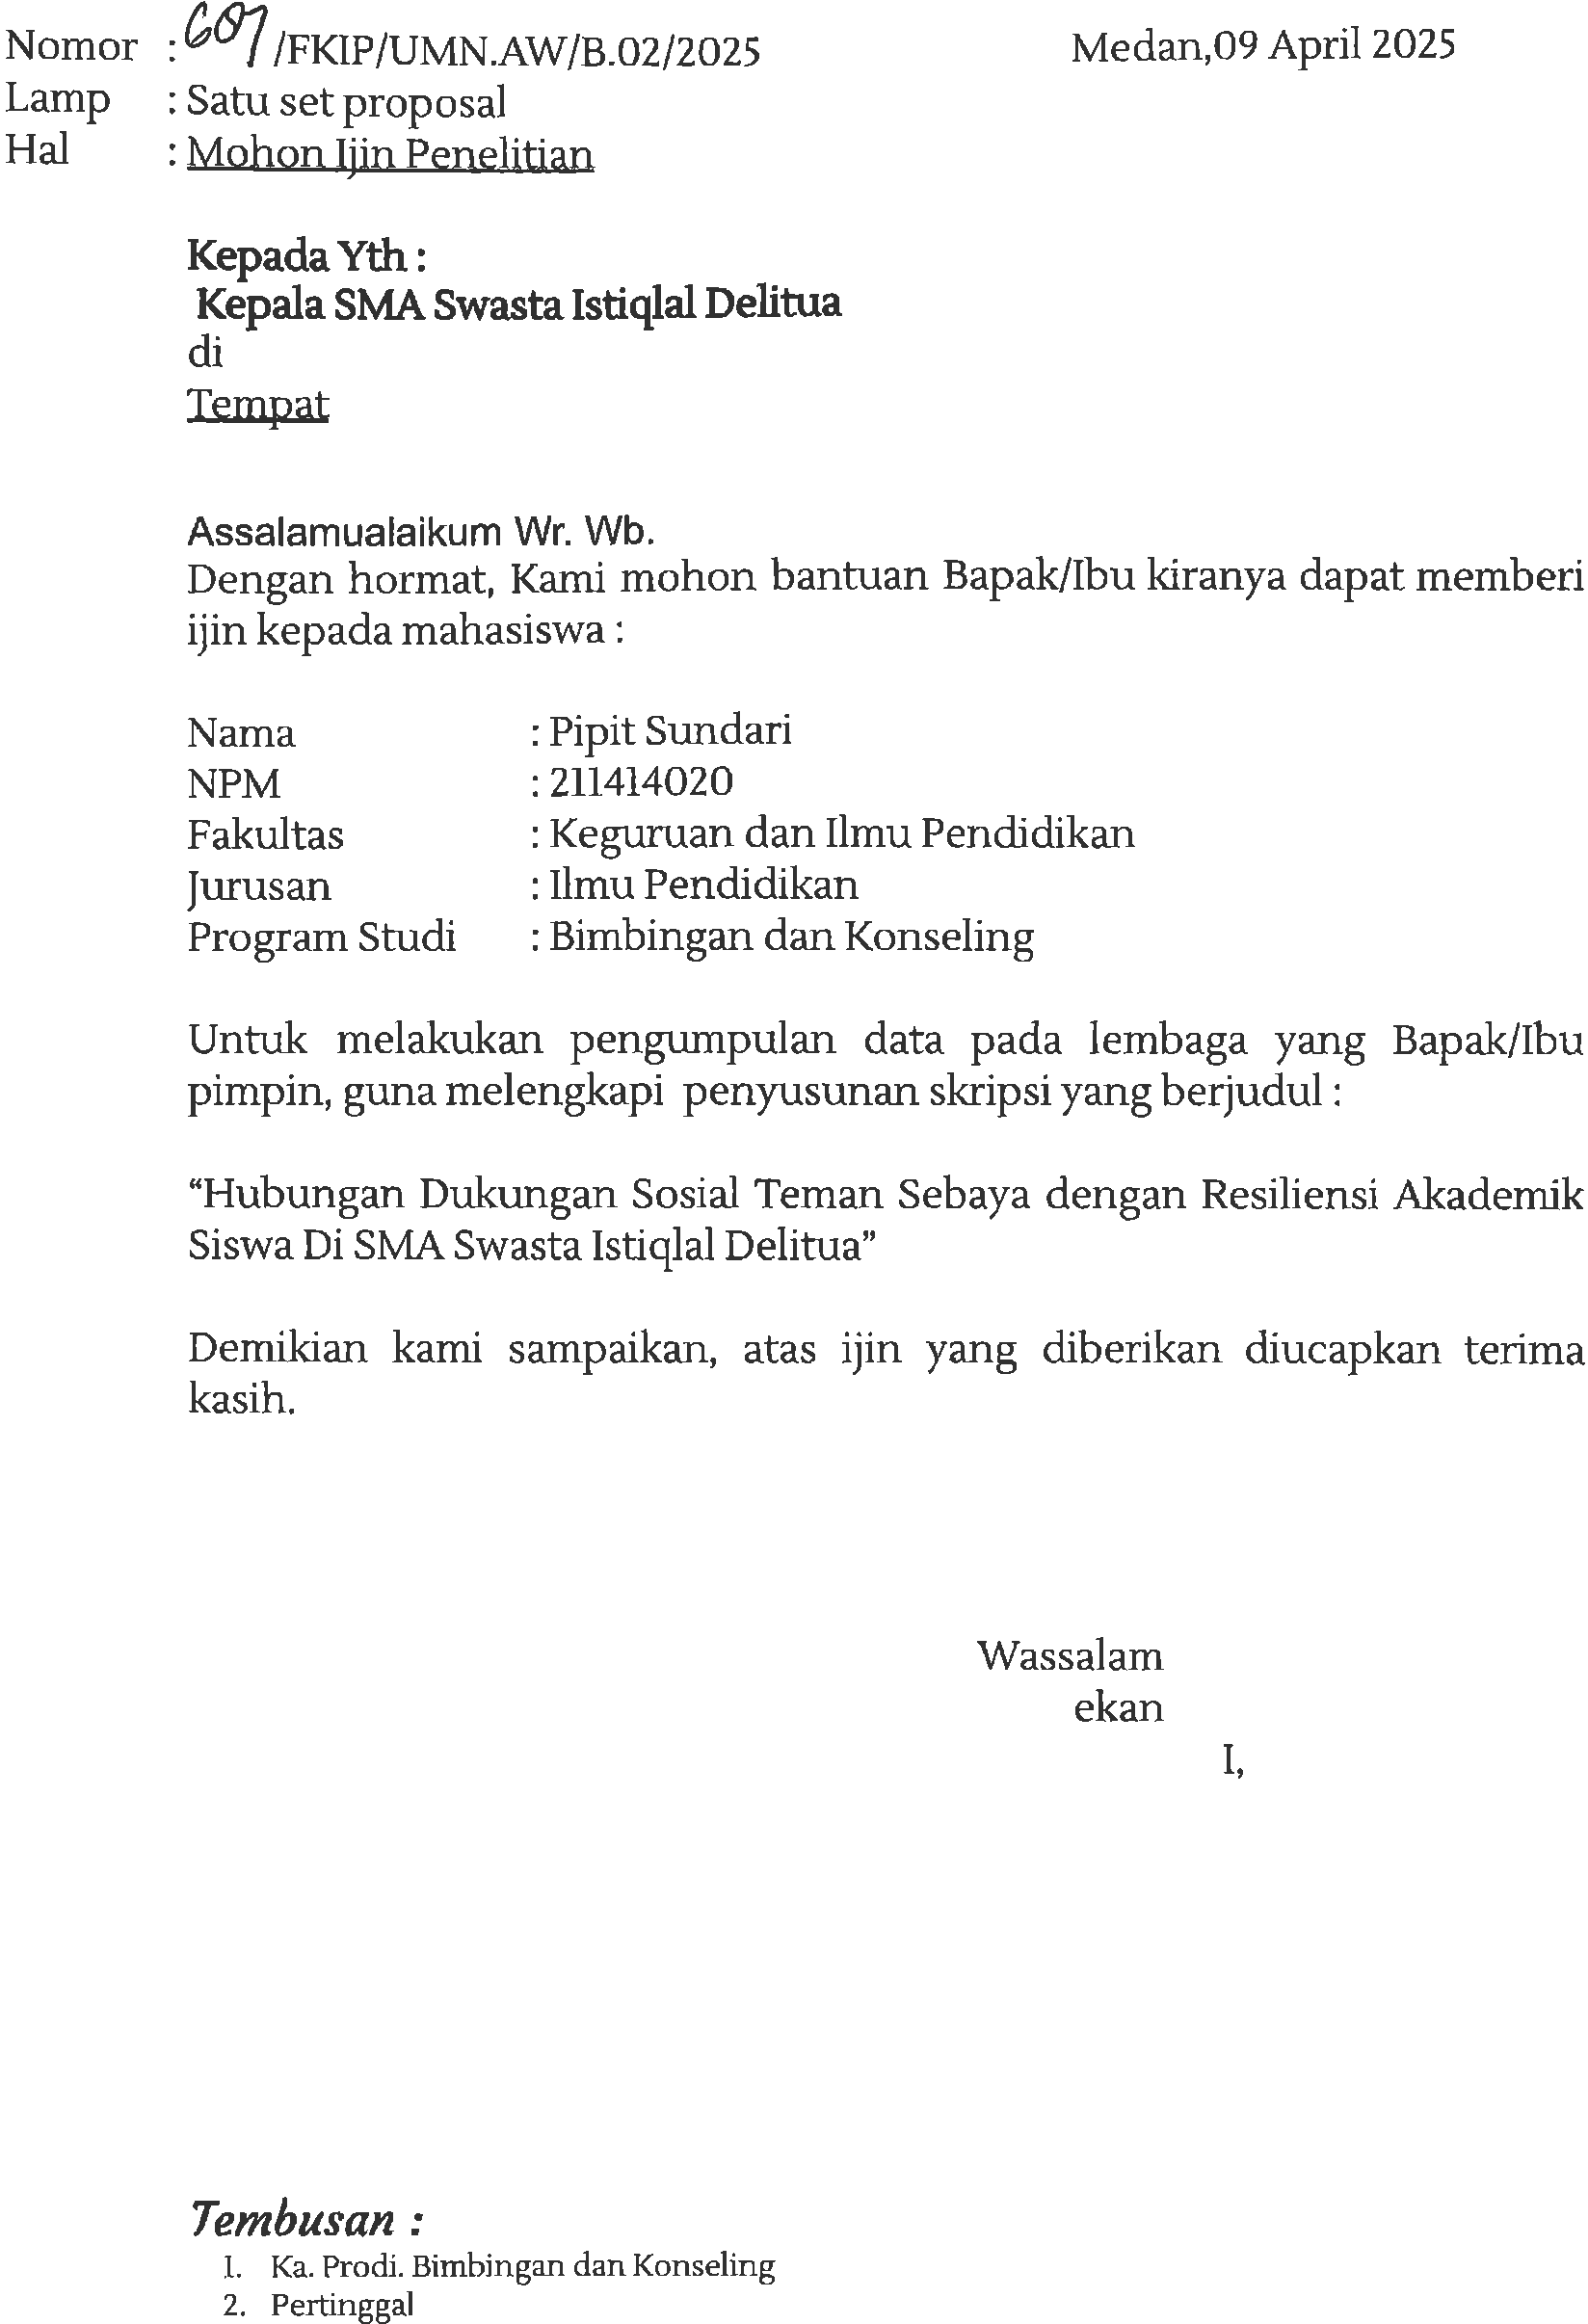 Nomor : 607/FKIP/UMN.AW/B.02/2025 Medan,09 April 2025
Lamp : Satu set proposal
Hal : Mohon Ijin Penelitian
Kepada Yth :
Kepala SMA Swasta Istiqlal Delitua
di
Tempat
Assalamualaikum Wr. Wb.
Dengan hormat, Kami mohon bantuan Bapak/Ibu kiranya dapat memberi
ijin kepada mahasiswa :
Nama : Pipit Sundari
NPM : 211414020
Fakultas : Keguruan dan Ilmu Pendidikan
Jurusan : Ilmu Pendidikan
Program Studi : Bimbingan dan Konseling
Untuk melakukan pengumpulan data pada lembaga yang Bapak/Ibu
pimpin, guna melengkapi penyusunan skripsi yang berjudul :
“Hubungan Dukungan Sosial Teman Sebaya dengan Resiliensi Akademik
Siswa Di SMA Swasta Istiqlal Delitua”
Demikian kami sampaikan, atas ijin yang diberikan diucapkan terima
kasih.
Wassalam
ekan
I,
Tembusan :
1. Ka. Prodi. Bimbingan dan Konseling
2. Pertinggal